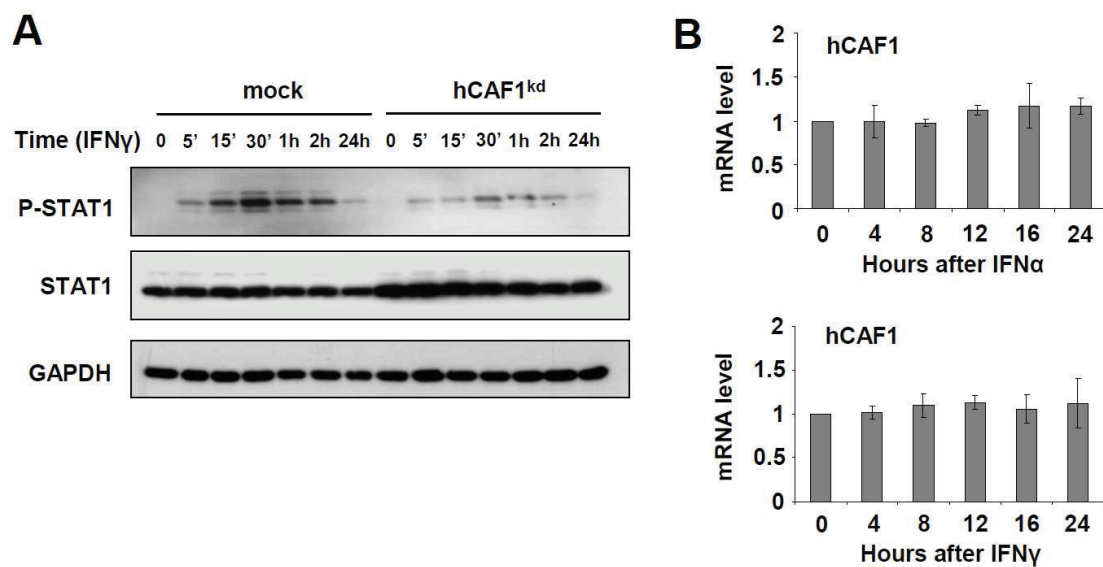 A
mock hCAF1kd
Time (IFNγ) 0 5’ 15’ 30’ 1h 2h 24h 0 5’ 15’ 30’ 1h 2h 24h
P-STAT1
STAT1
GAPDH
B
hCAF1
mRNA level
2
1.5
1
0.5
0
0 4 8 12 16 24
Hours after IFNα
hCAF1
mRNA level
2
1.5
1
0.5
0
0 4 8 12 16 24
Hours after IFNγ